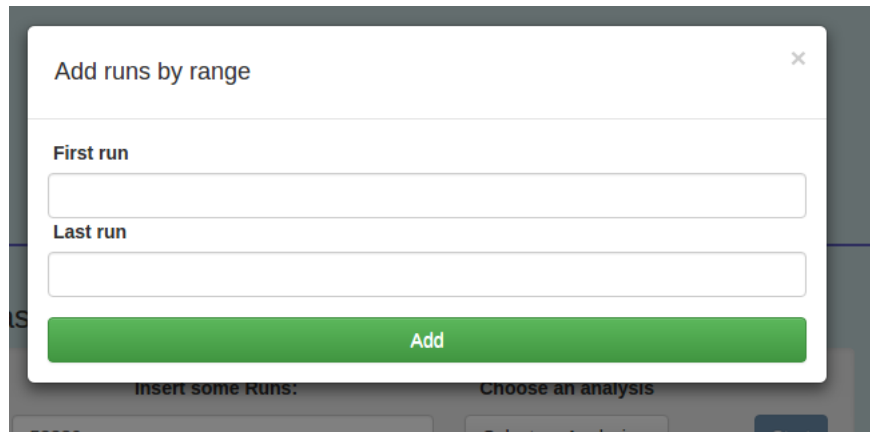 Add runs by range
×
First run
Last run
Add
Insert some Runs:
Choose an analysis